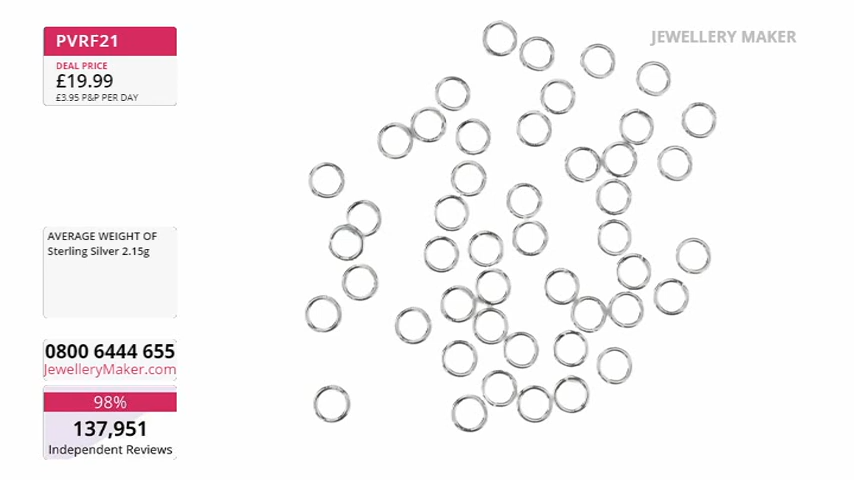 PVRF21
DEAL PRICE
£19.99
£3.95 P&P PER DAY
JEWELLERY MAKER
AVERAGE WEIGHT OF
Sterling Silver 2.15g
0800 6444 655
JewelleryMaker.com
98%
137,951
Independent Reviews